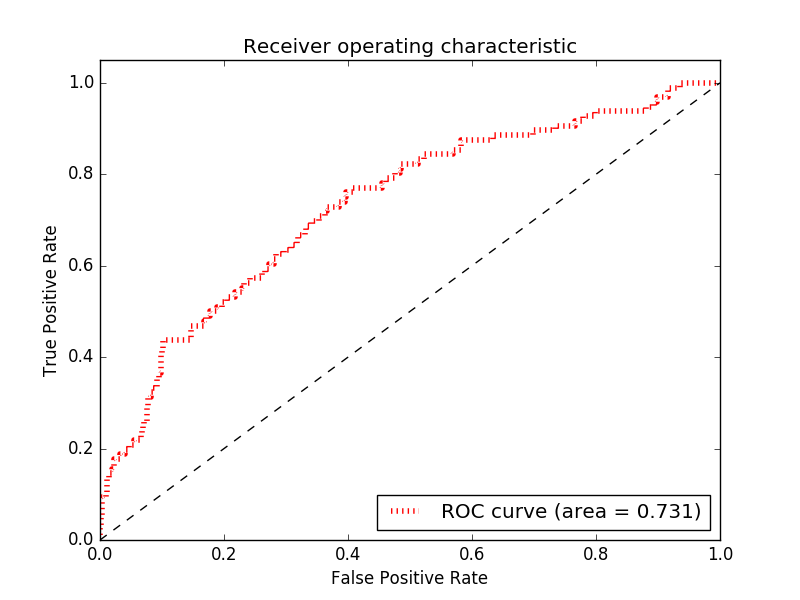 Receiver operating characteristic
True Positive Rate
1.0
0.8
0.6
0.4
0.2
0.0
0.0 0.2 0.4 0.6 0.8 1.0
False Positive Rate
ROC curve (area = 0.731)